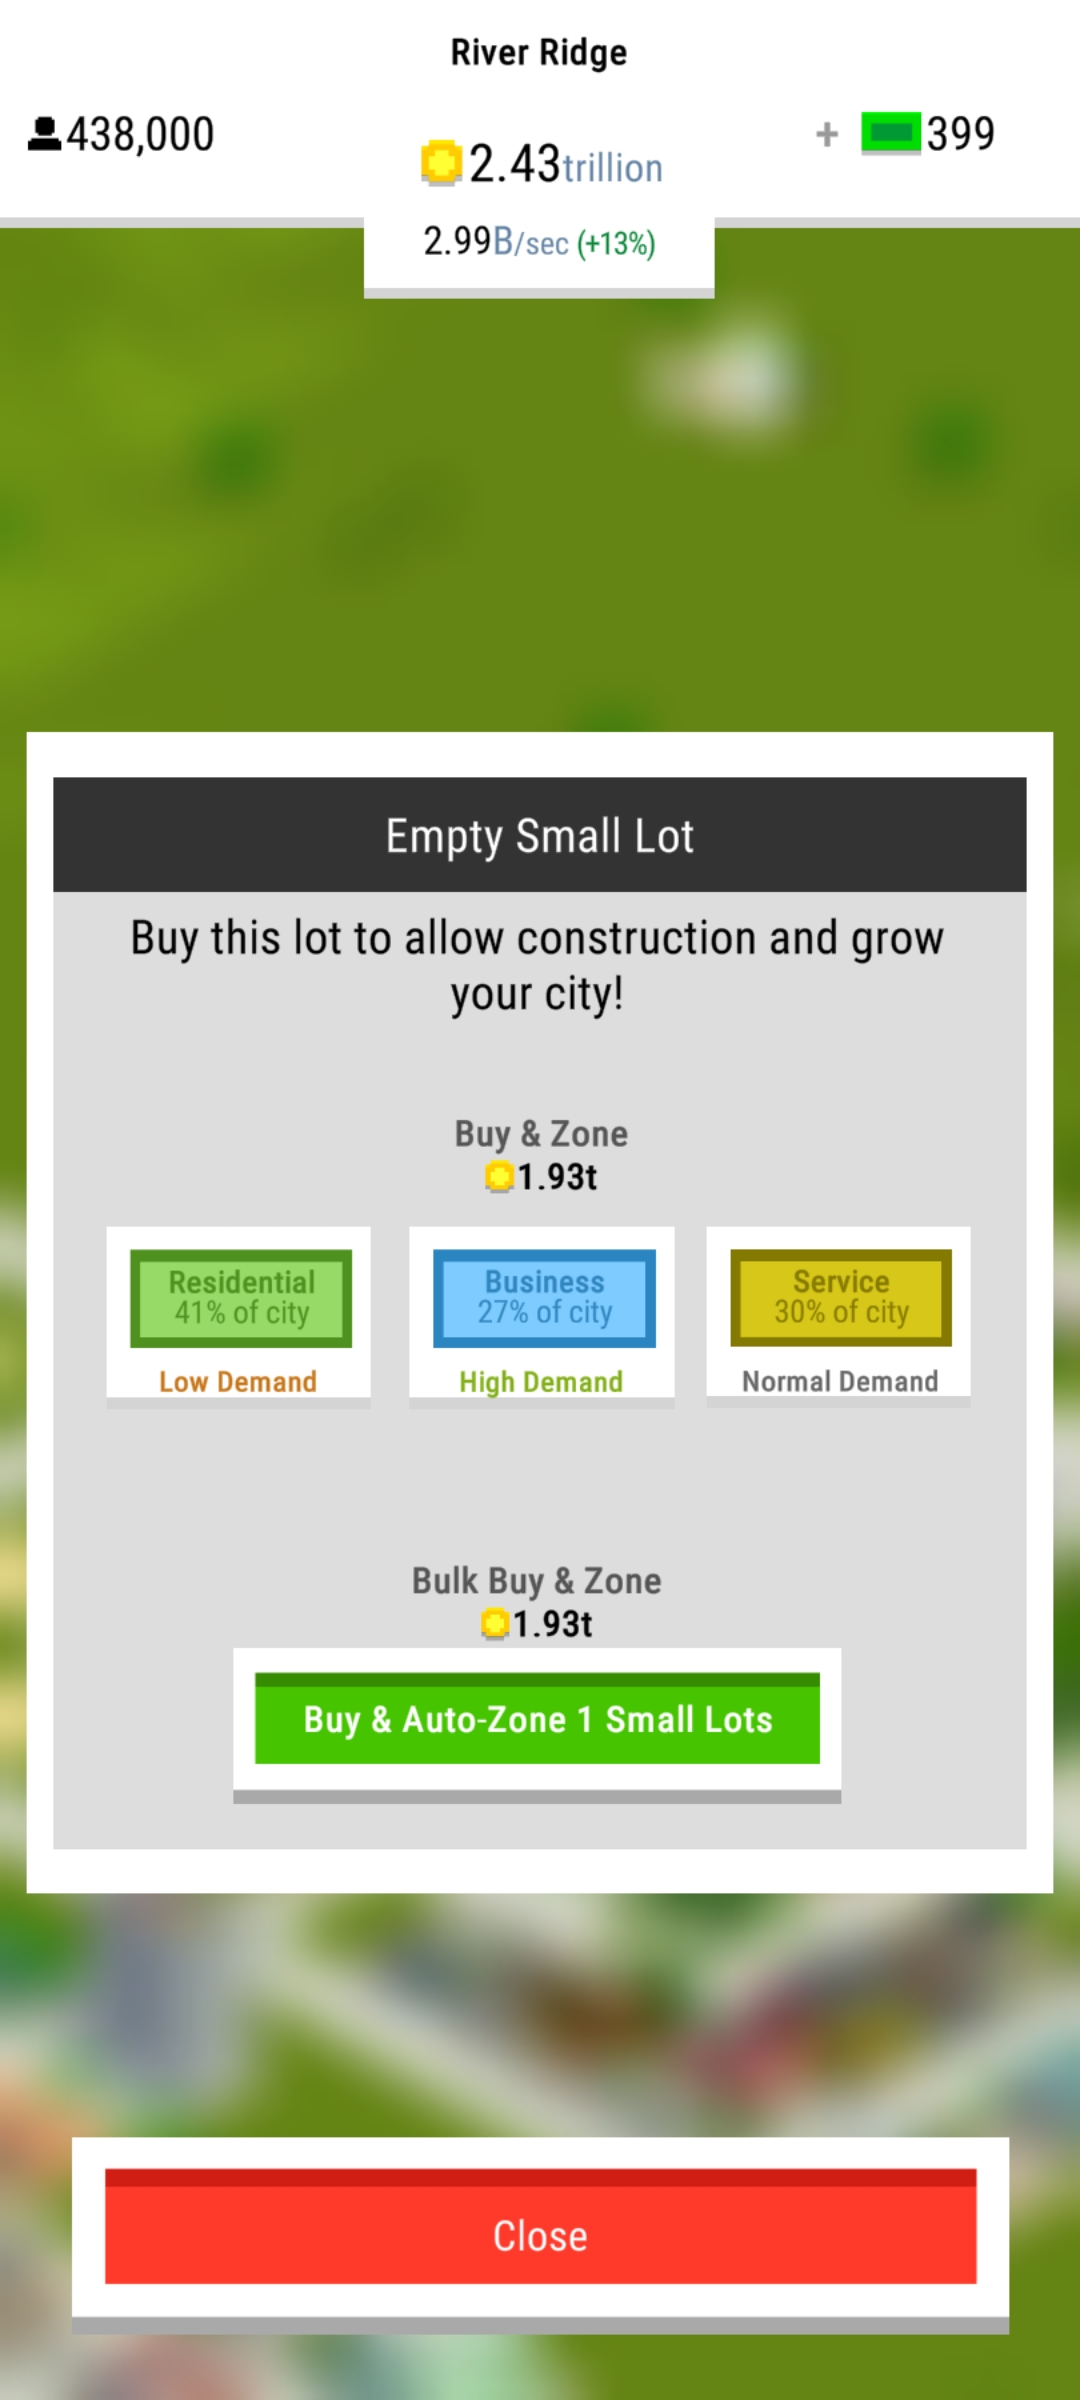 River Ridge
438,000
2.43trillion
+ 399
2.99B/sec (+13%)
Empty Small Lot
Buy this lot to allow construction and grow
your city!
Buy & Zone
1.93t
Residential
41% of city
Low Demand
Business
27% of city
High Demand
Service
30% of city
Normal Demand
Bulk Buy & Zone
1.93t
Buy & Auto-Zone 1 Small Lots
Close